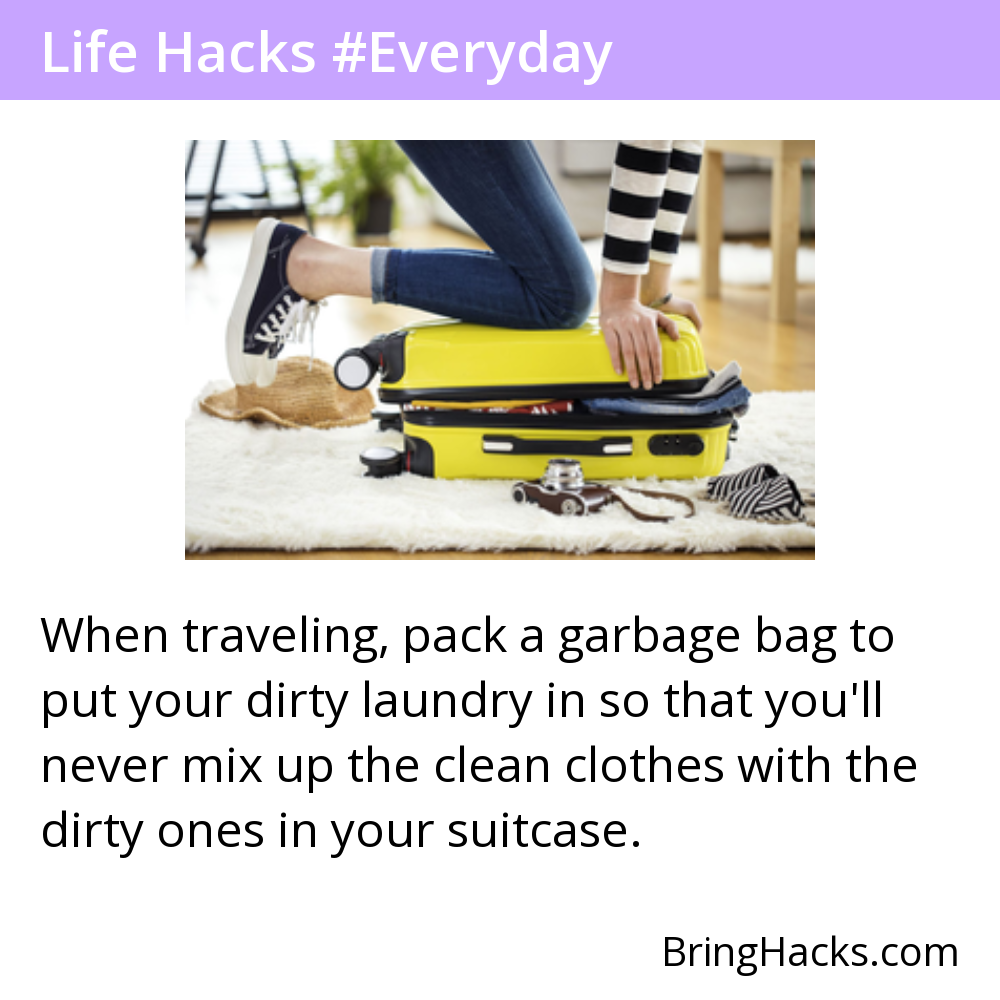 Life Hacks #Everyday
When traveling, pack a garbage bag to
put your dirty laundry in so that you'll
never mix up the clean clothes with the
dirty ones in your suitcase.
BringHacks.com